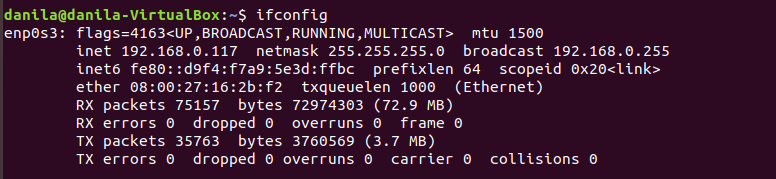 danila@danila-VirtualBox:~$ ifconfig
enp0s3: flags=4163<UP,BROADCAST,RUNNING,MULTICAST>  mtu 1500
        inet 192.168.0.117  netmask 255.255.255.0  broadcast 192.168.0.255
        inet6 fe80::d9f4:f7a9:5e3d:ffbc  prefixlen 64  scopeid 0x20<link>
        ether 08:00:27:16:2b:f2  txqueuelen 1000  (Ethernet)
        RX packets 75157  bytes 72974303 (72.9 MB)
        RX errors 0  dropped 0  overruns 0  frame 0
        TX packets 35763  bytes 3760569 (3.7 MB)
        TX errors 0  dropped 0 overruns 0  carrier 0  collisions 0